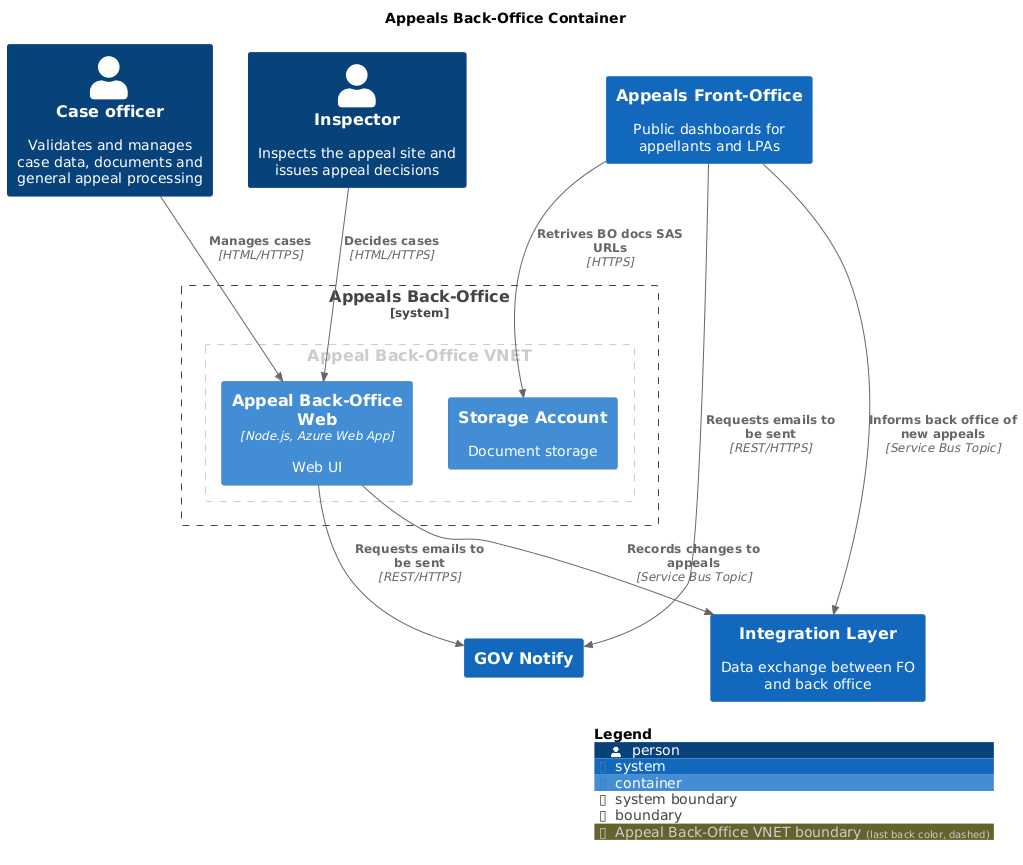 Appeals Back-Office Container
Case officer
Validates and manages
case data, documents and
general appeal processing
Inspector
Inspects the appeal site and
issues appeal decisions
Appeals Front-Office
Public dashboards for
appellants and LPAs
Manages cases
[HTML/HTTPS]
Decides cases
[HTML/HTTPS]
Retrives BO docs SAS
URLs
[HTTPS]
Appeals Back-Office
[system]
Appeal Back-Office VNET
Appeal Back-Office
Web
[Node.js, Azure Web App]
Web UI
Storage Account
Document storage
Requests emails to
be sent
[REST/HTTPS]
Informs back office of
new appeals
[Service Bus Topic]
Requests emails to
be sent
[REST/HTTPS]
Records changes to
appeals
[Service Bus Topic]
GOV Notify
Integration Layer
Data exchange between FO
and back office
Legend
person
system
container
system boundary
boundary
Appeal Back-Office VNET boundary (last back color, dashed)